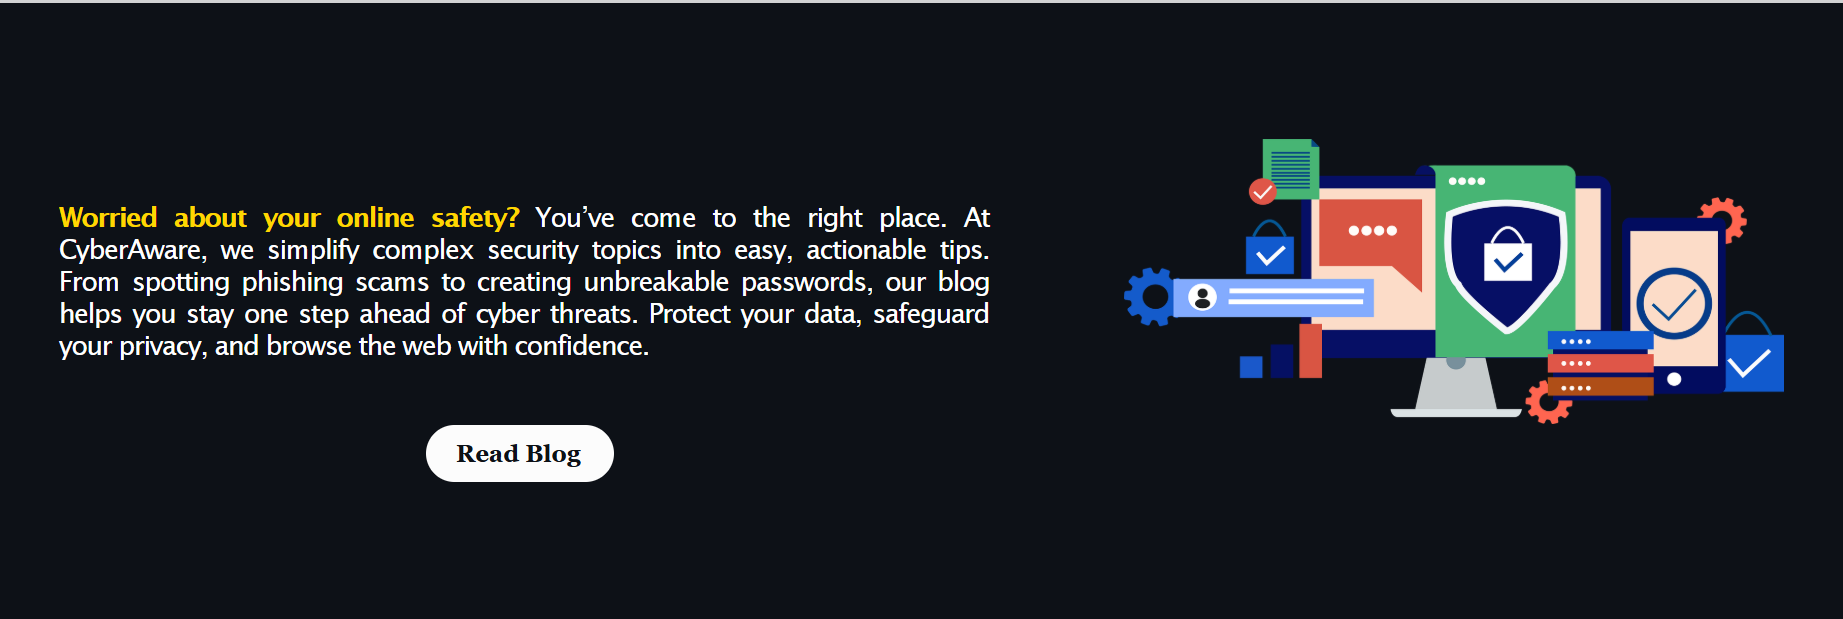 Worried about your online safety? You’ve come to the right place. At
CyberAware, we simplify complex security topics into easy, actionable tips.
From spotting phishing scams to creating unbreakable passwords, our blog
helps you stay one step ahead of cyber threats. Protect your data, safeguard
your privacy, and browse the web with confidence.
Read Blog